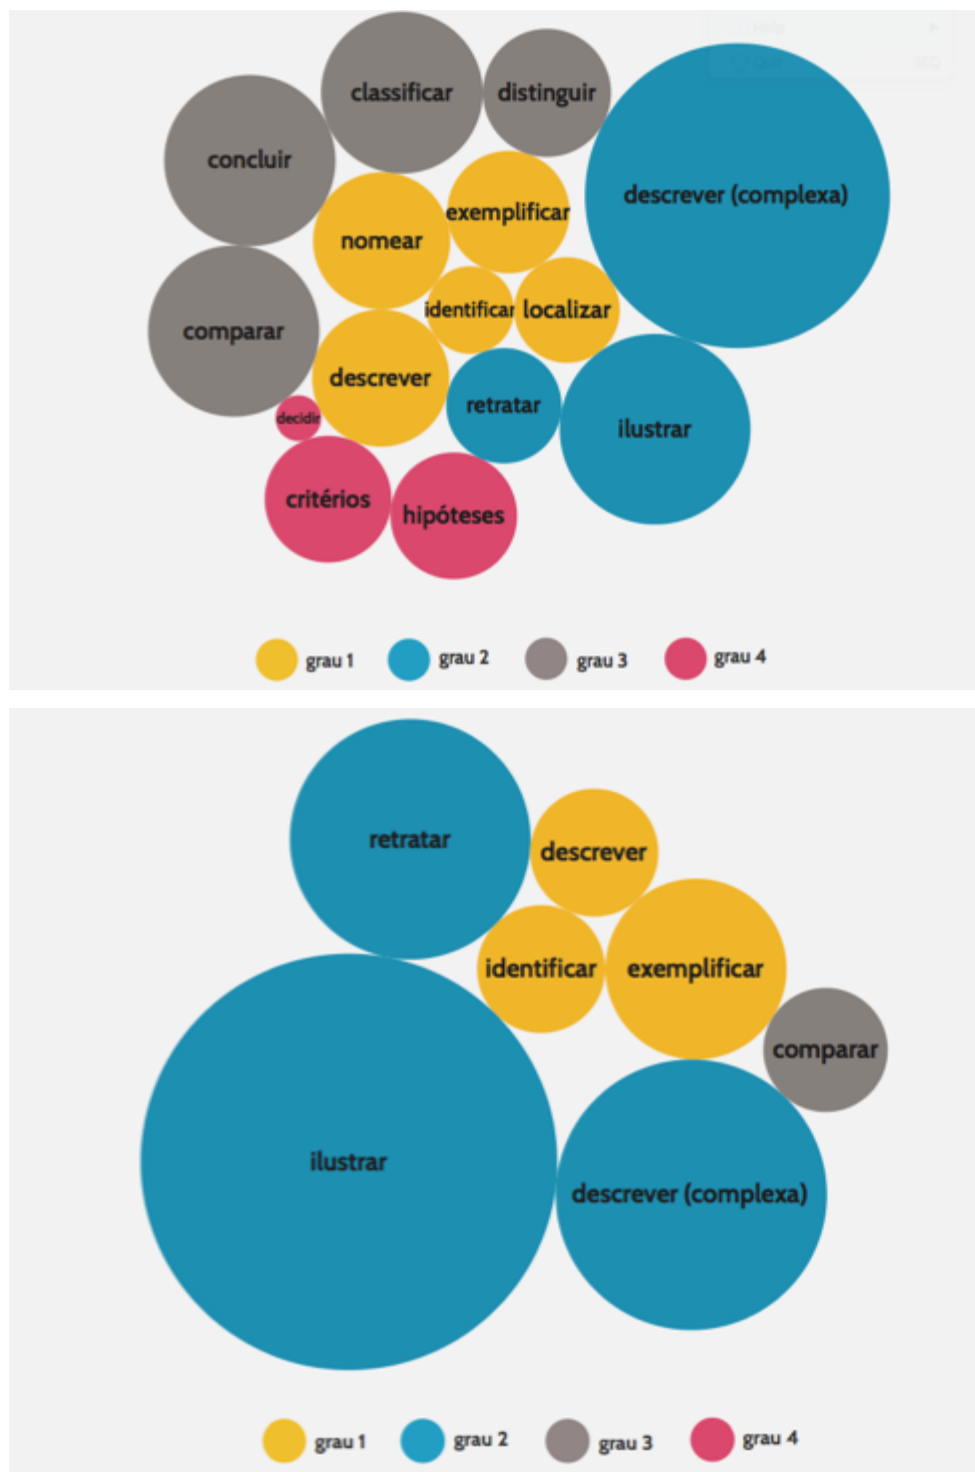 classificar
distinguir
concluir
descrever (complexa)
exemplificar
nomear
identificar
localizar
comparar
descrever
retratar
decidir
ilustrar
critérios
hipóteses
grau 1
grau 2
grau 3
grau 4
retratar
descrever
identificar
exemplificar
comparar
ilustrar
descrever (complexa)
grau 1
grau 2
grau 3
grau 4